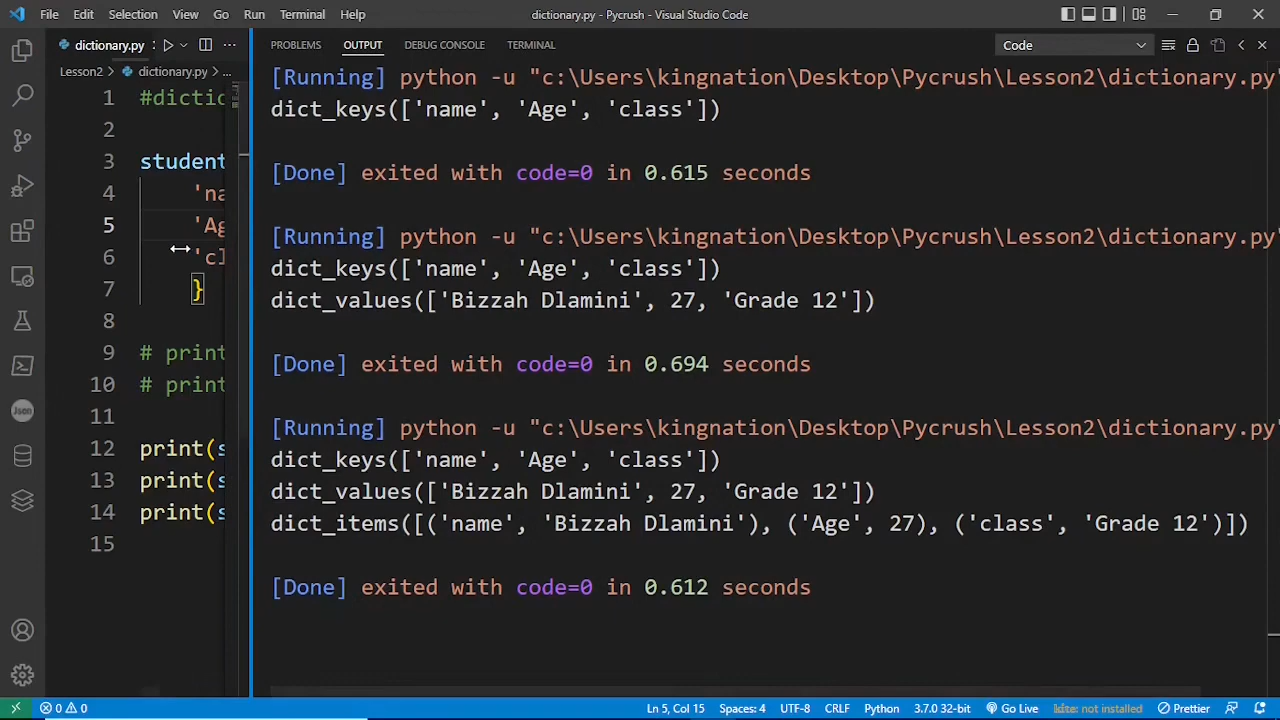 File Edit Selection View Go Run Terminal Help dictionary.py - Pycrush - Visual Studio Code
dictionary.py
Lesson2 > dictionary.py > ...
1 #diction
2
3 student
4 'na
5 'Ag
6 'cl
7 }
8
9 # print
10 # print
11
12 print(s
13 print(s
14 print(s
15
PROBLEMS OUTPUT DEBUG CONSOLE TERMINAL Code
[Running] python -u "c:\Users\kingnation\Desktop\Pycrush\Lesson2\dictionary.py"
dict_keys(['name', 'Age', 'class'])
[Done] exited with code=0 in 0.615 seconds
[Running] python -u "c:\Users\kingnation\Desktop\Pycrush\Lesson2\dictionary.py"
dict_keys(['name', 'Age', 'class'])
dict_values(['Bizzah Dlamini', 27, 'Grade 12'])
[Done] exited with code=0 in 0.694 seconds
[Running] python -u "c:\Users\kingnation\Desktop\Pycrush\Lesson2\dictionary.py"
dict_keys(['name', 'Age', 'class'])
dict_values(['Bizzah Dlamini', 27, 'Grade 12'])
dict_items([('name', 'Bizzah Dlamini'), ('Age', 27), ('class', 'Grade 12')])
[Done] exited with code=0 in 0.612 seconds
Json
0 0 Ln 5, Col 15 Spaces: 4 UTF-8 CRLF Python 3.7.0 32-bit Go Live kite: not installed Prettier